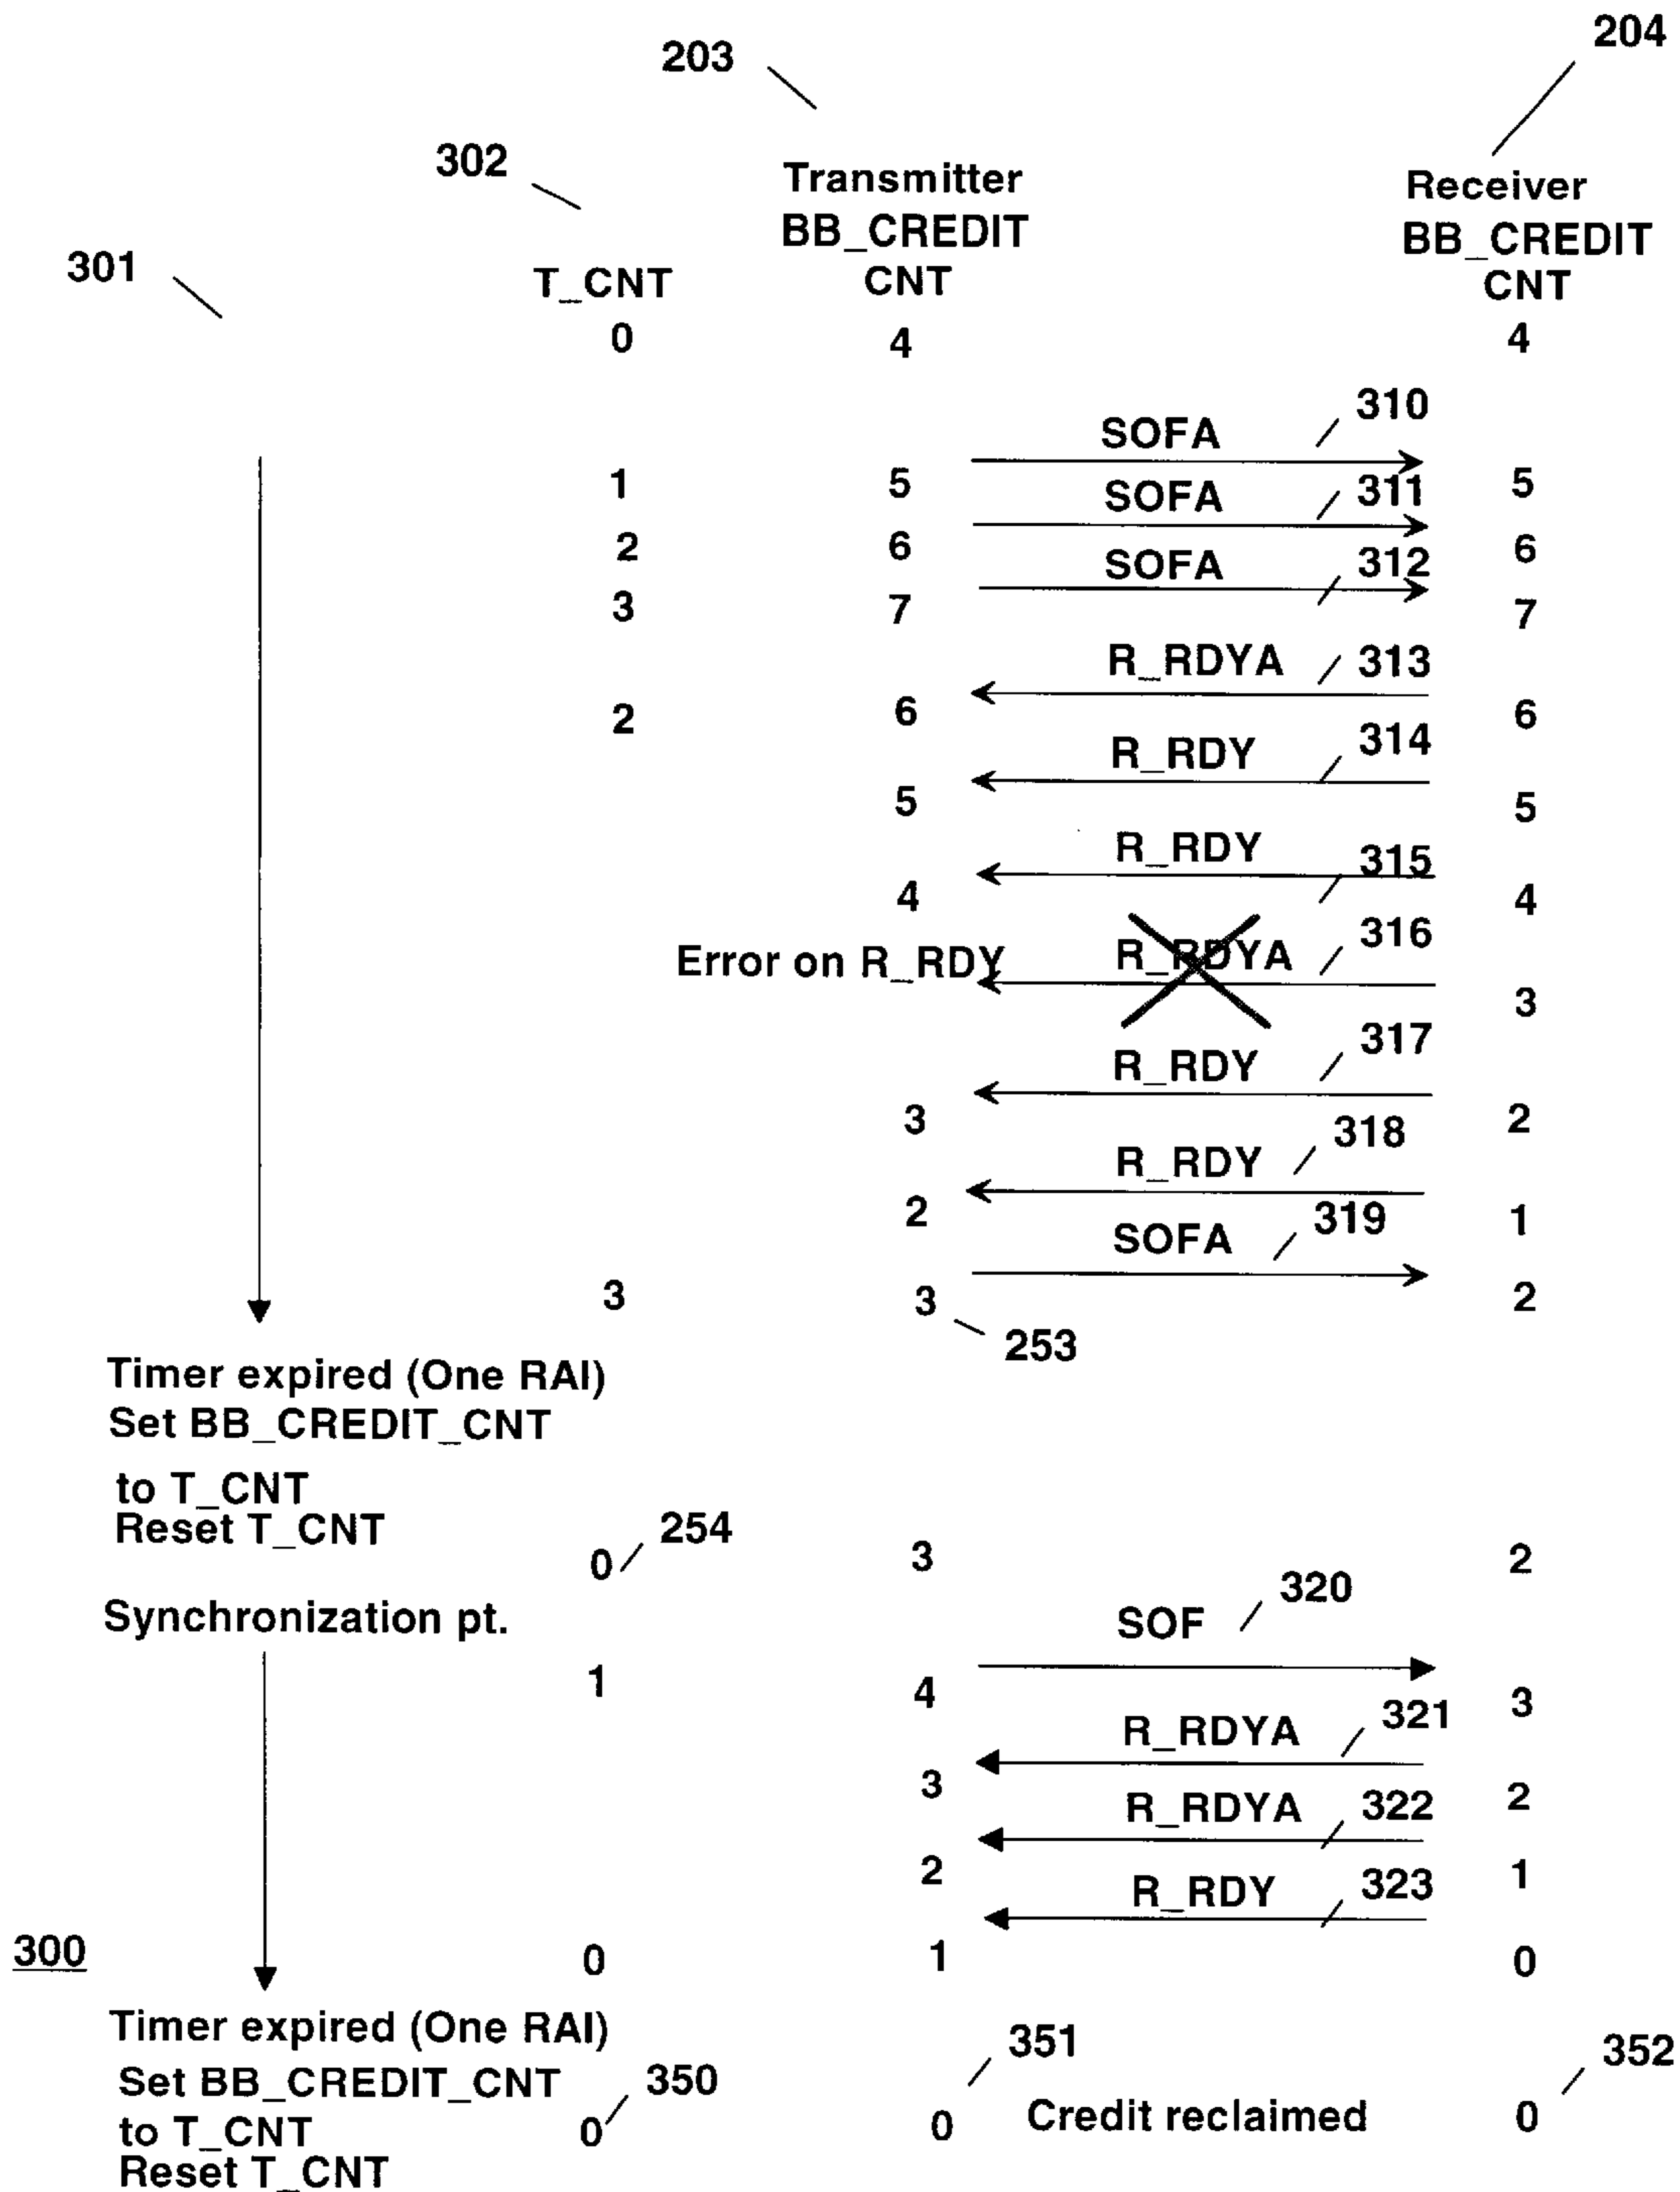 204
203
302
Transmitter
Receiver
BB_CREDIT
BB_CREDIT
301
T_CNT
CNT
CNT
0
4
4
310
SOFA
1
5
5
311
SOFA
2
6
6
312
SOFA
3
7
7
313
R_RDYA
2
6
6
314
R_RDY
5
5
315
R_RDY
4
4
316
Error on R_RDY
R_RDYA
3
317
R_RDY
3
2
318
R_RDY
2
1
319
SOFA
3
3
2
253
Timer expired (One RAI)
Set BB_CREDIT_CNT
to T_CNT
Reset T_CNT
254
0
3
2
320
Synchronization pt.
SOF
1
4
3
321
R_RDYA
3
2
322
R_RDYA
2
1
323
R_RDY
300
0
1
0
Timer expired (One RAI)
351
352
Set BB_CREDIT_CNT
350
to T_CNT
0
0
Credit reclaimed
0
Reset T_CNT